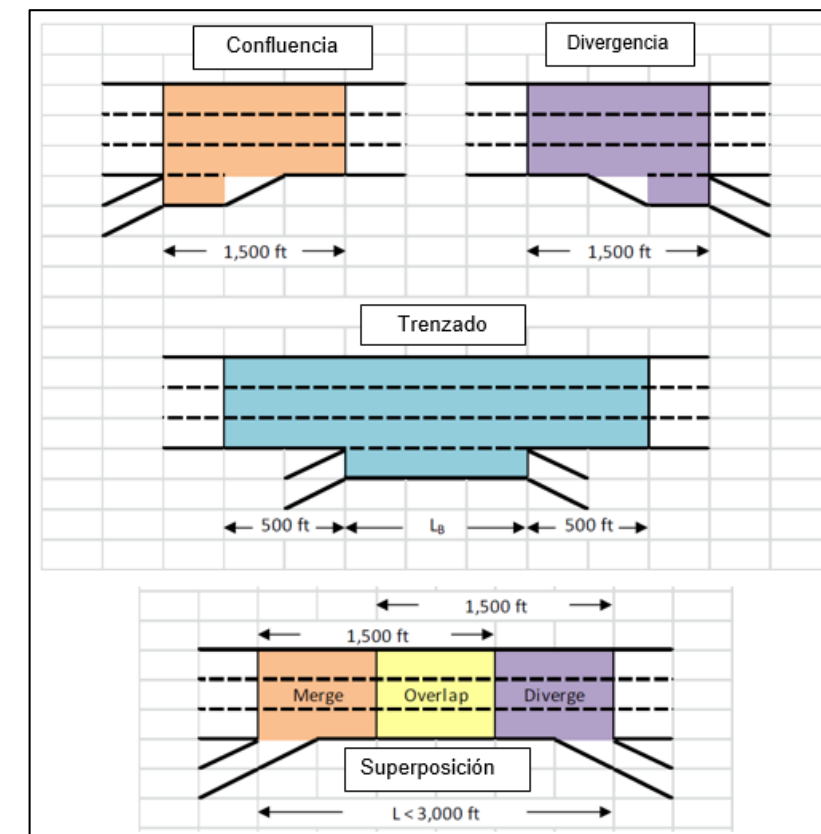 Confluencia
Divergencia
1,500 ft
1,500 ft
Trenzado
500 ft
L_B
500 ft
1,500 ft
1,500 ft
Merge
Overlap
Diverge
Superposición
L < 3,000 ft